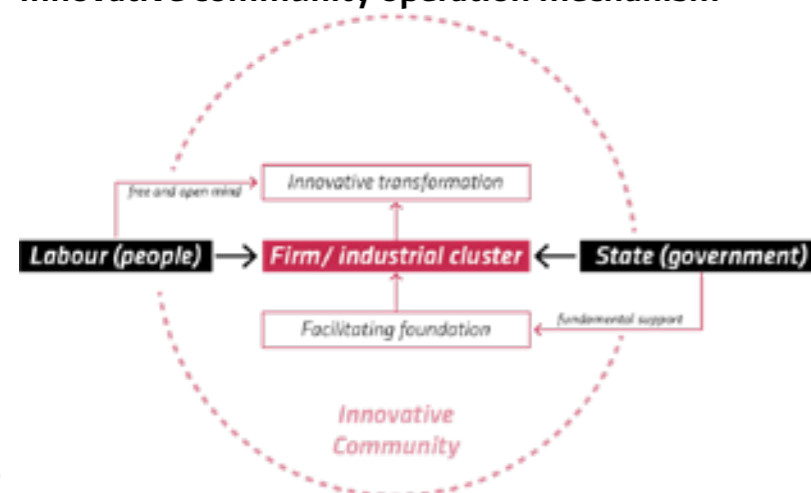 Innovative community operation mechanism
Innovative transformation
free and open mind
Labour (people)
Firm/ industrial cluster
State (government)
Facilitating foundation
fundamental support
Innovative
Community